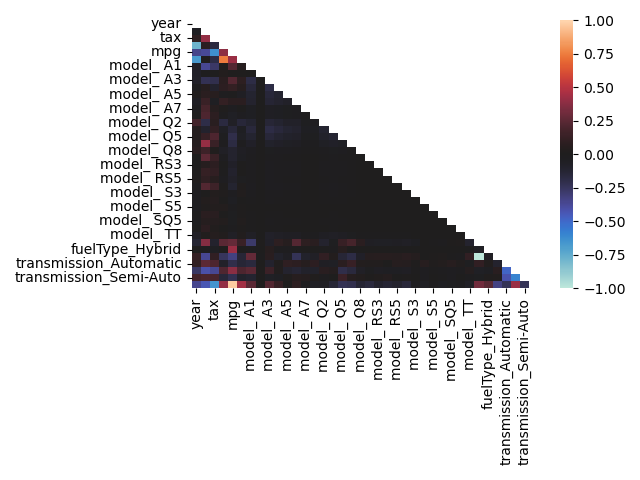 year
tax
mpg
model_ A1
model_ A3
model_ A5
model_ A7
model_ Q2
model_ Q5
model_ Q8
model_ RS3
model_ RS5
model_ S3
model_ S5
model_ SQ5
model_ TT
fuelType_Hybrid
transmission_Automatic
transmission_Semi-Auto
year
tax
mpg
model_ A1
model_ A3
model_ A5
model_ A7
model_ Q2
model_ Q5
model_ Q8
model_ RS3
model_ RS5
model_ S3
model_ S5
model_ SQ5
model_ TT
fuelType_Hybrid
transmission_Automatic
transmission_Semi-Auto
1.00
0.75
0.50
0.25
0.00
−0.25
−0.50
−0.75
−1.00